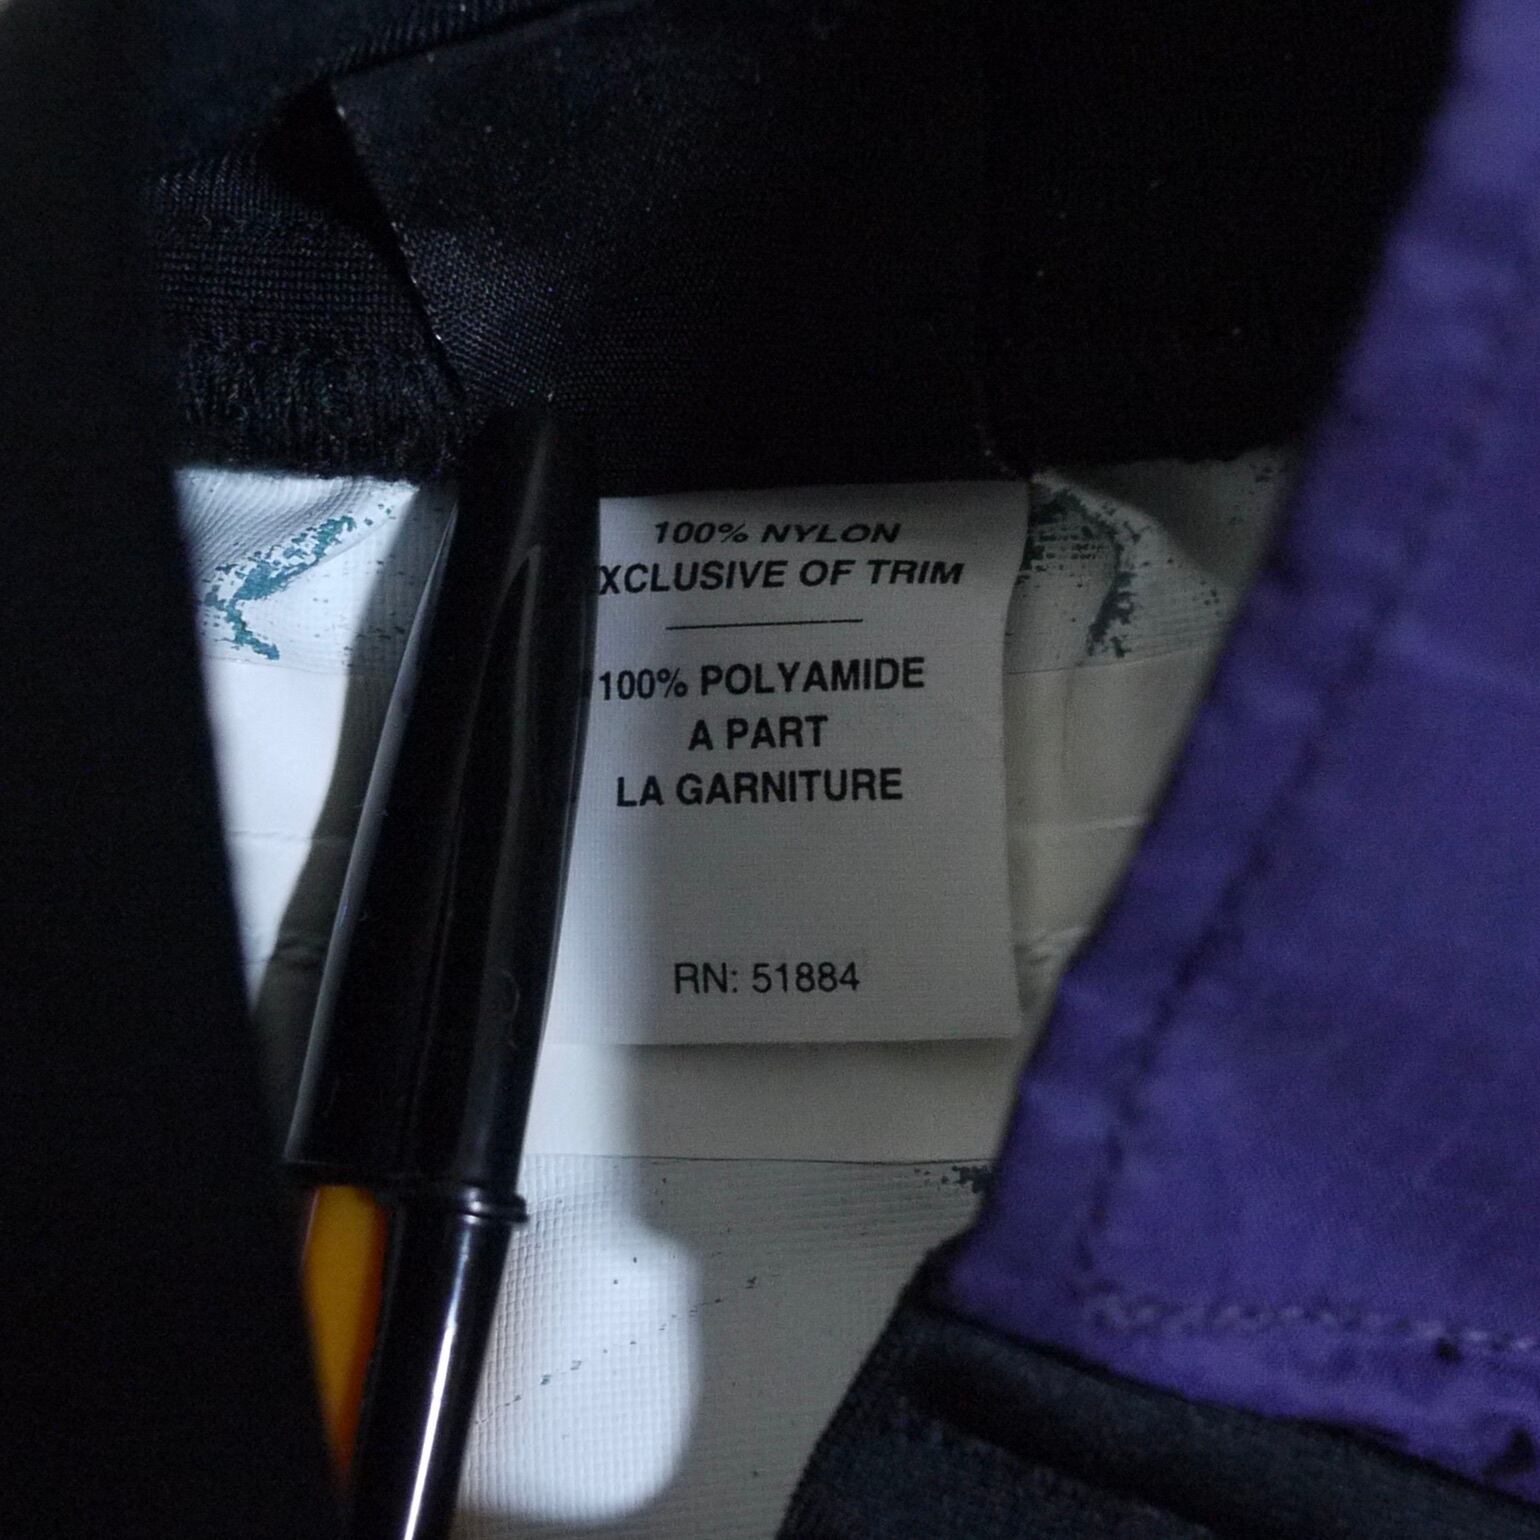 100% NYLON
XCLUSIVE OF TRIM
100% POLYAMIDE
A PART
LA GARNITURE
RN: 51884